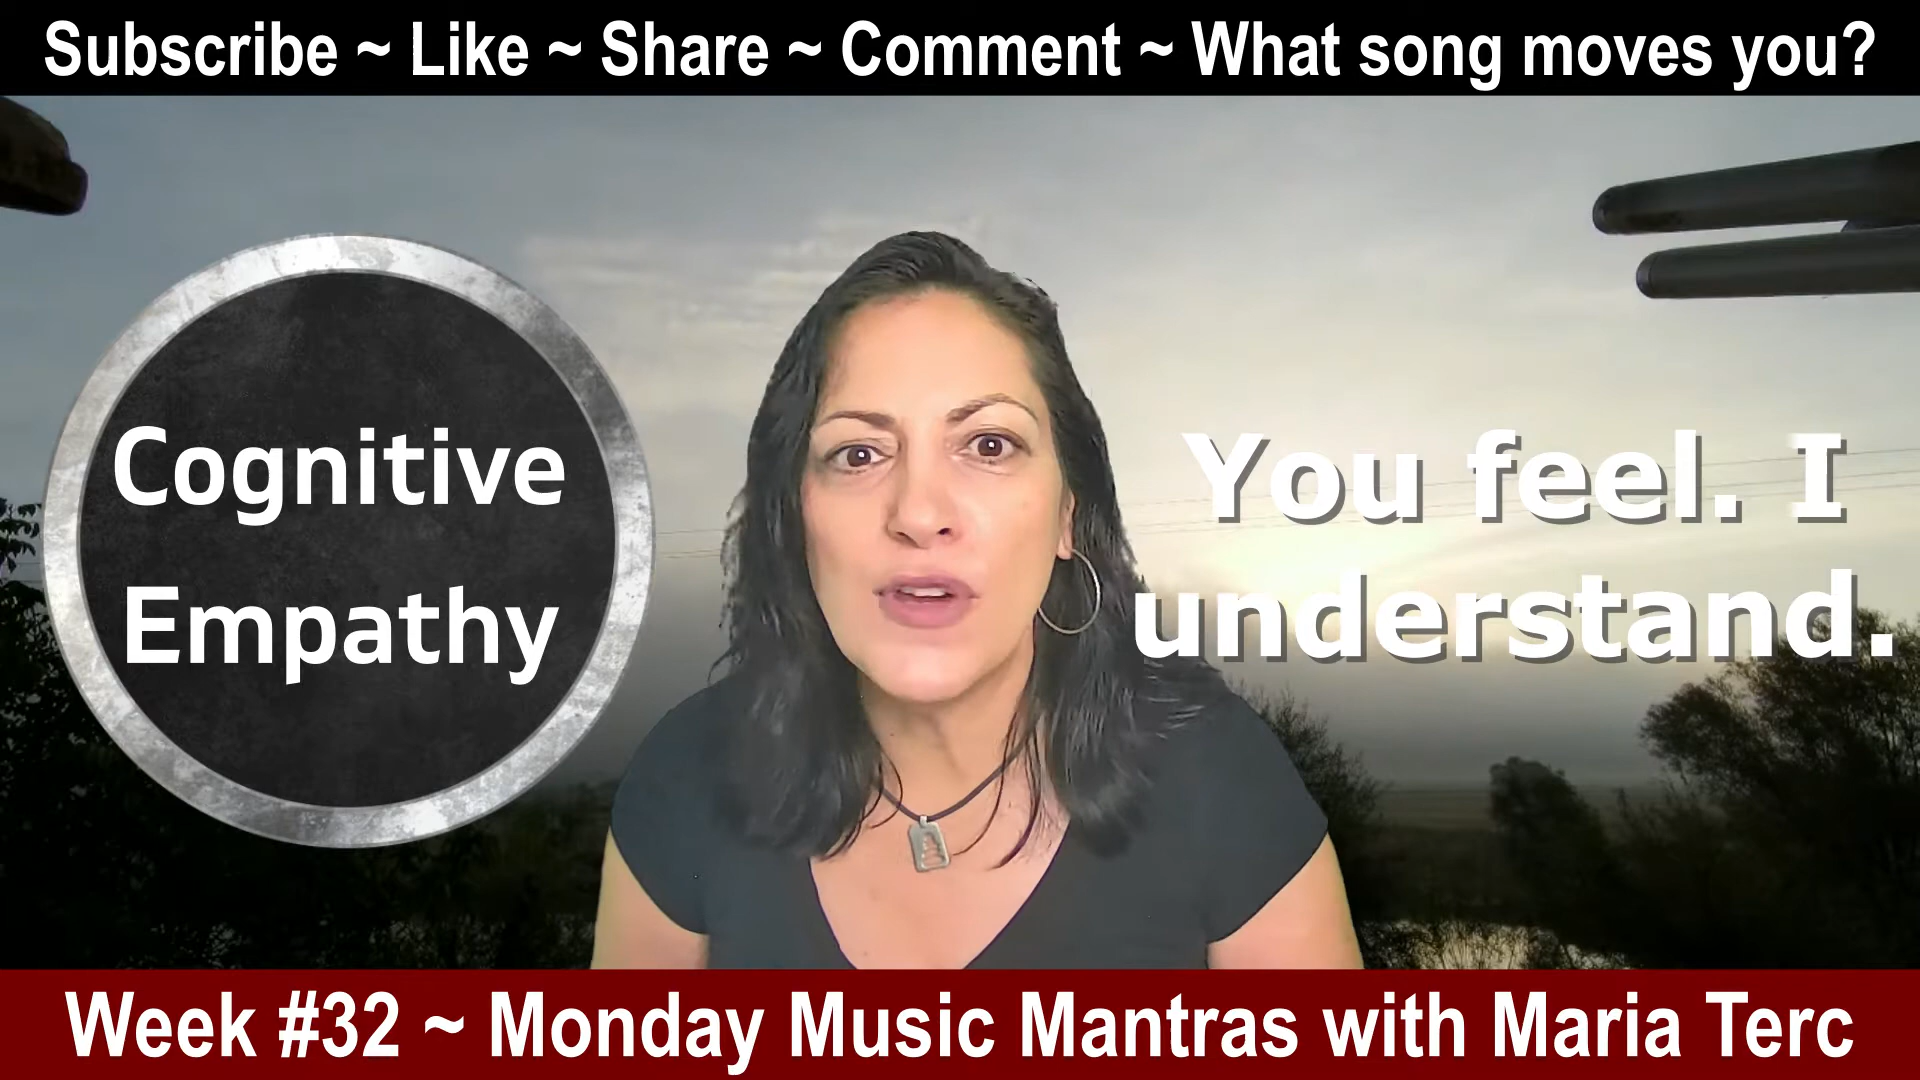 Subscribe ~ Like ~ Share ~ Comment ~ What song moves you?
Cognitive
Empathy
You feel. I
understand.
Week #32 ~ Monday Music Mantras with Maria Terc